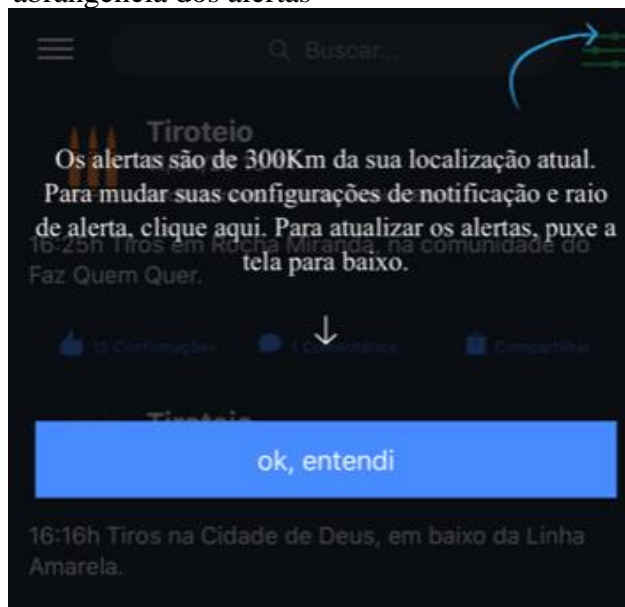 abrangência dos alertas
Buscar...
Tiroteio
Os alertas são de 300Km da sua localização atual.
Para mudar suas configurações de notificação e raio
de alerta, clique aqui. Para atualizar os alertas, puxe a
tela para baixo.
16:25h Tiros em Rocha Miranda, na comunidade do
Faz Quem Quer.
15 Confirmações 1 Comentários Compartilhar
Tiroteio
ok, entendi
16:16h Tiros na Cidade de Deus, em baixo da Linha
Amarela.